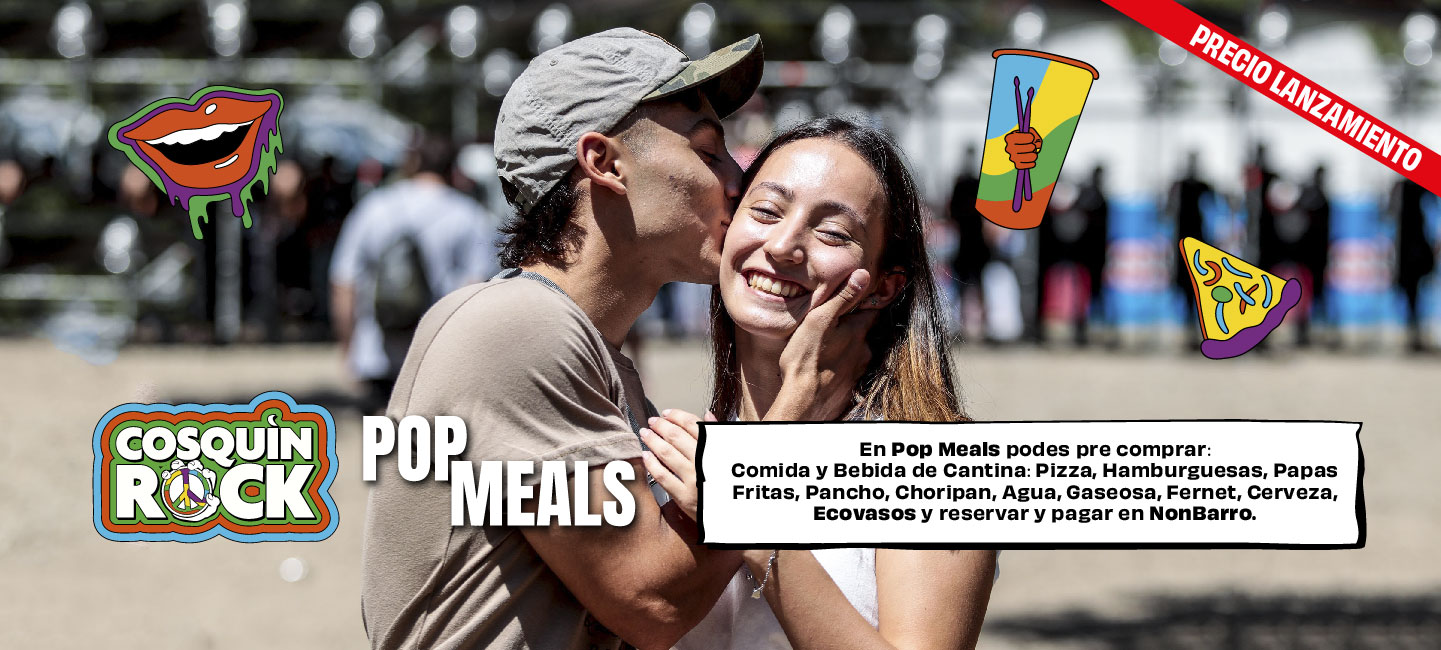 PRECIO LANZAMIENTO
COSQUÍN
ROCK
POP
MEALS
En Pop Meals podes pre comprar:
Comida y Bebida de Cantina: Pizza, Hamburguesas, Papas
Fritas, Pancho, Choripan, Agua, Gaseosa, Fernet, Cerveza,
Ecovasos y reservar y pagar en NonBarro.